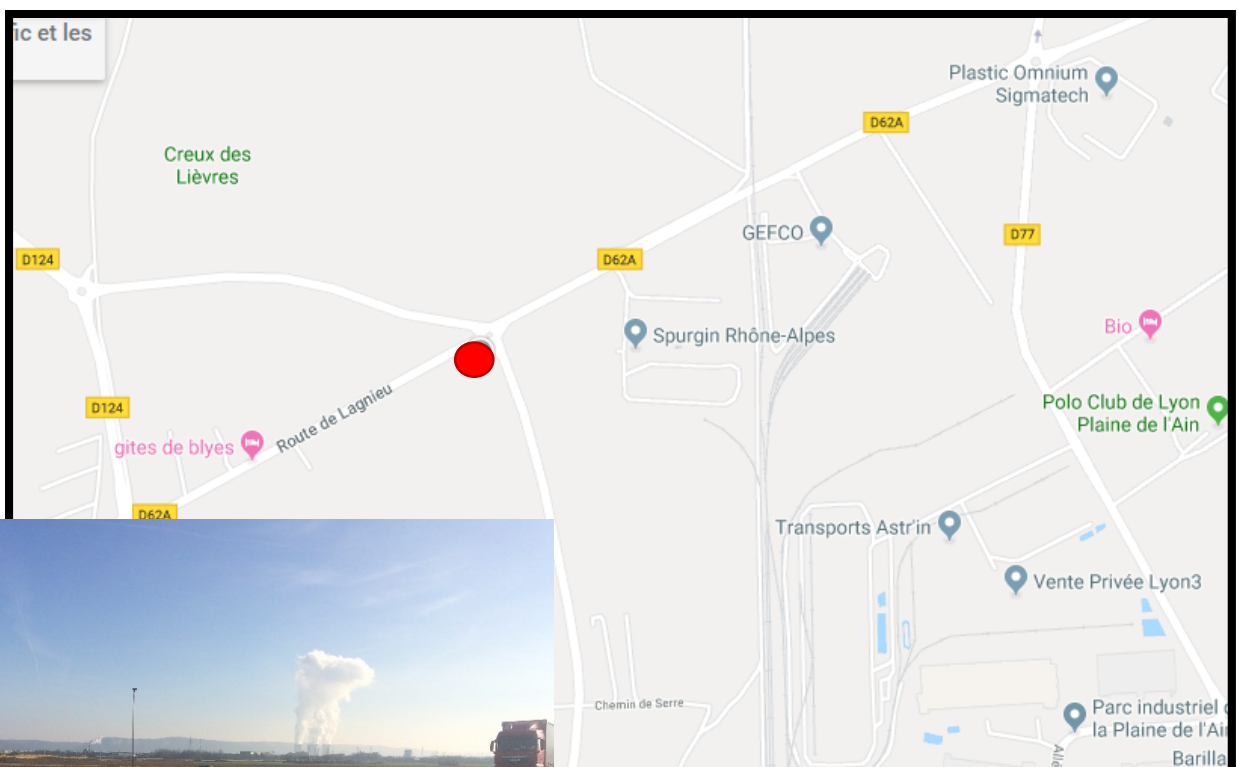 ic et les
Plastic Omnium
Sigmatech
D62A
Creux des
Lièvres
GEFCO
D77
D124
D62A
Bio
Spurgin Rhône-Alpes
Route de Lagnieu
D124
Polo Club de Lyon
Plaine de l'Ain
gites de blyes
D62A
Transports Astr'in
Vente Privée Lyon3
Chemin de Serre
Parc industriel d
la Plaine de l'Ain
Allé
Barilla